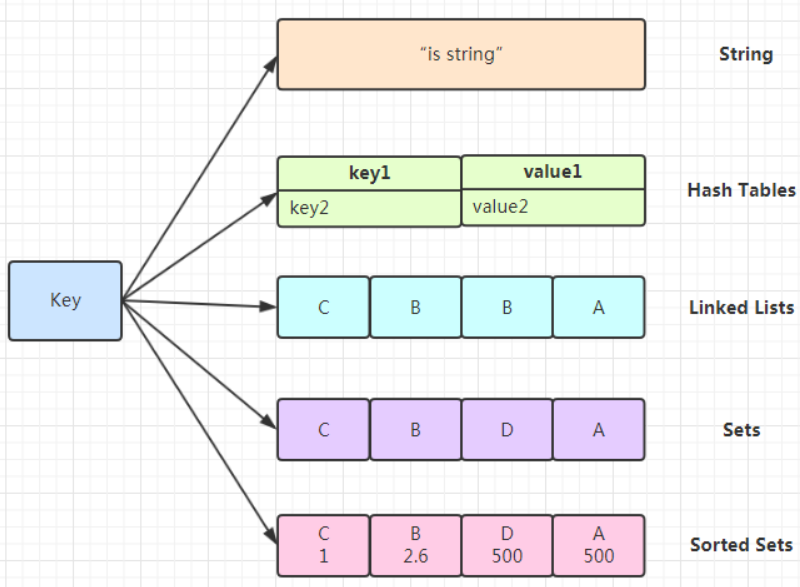 “is string”
String
key1
value1
Hash Tables
key2
value2
Key
C
B
B
A
Linked Lists
C
B
D
A
Sets
C
B
D
A
Sorted Sets
1
2.6
500
500